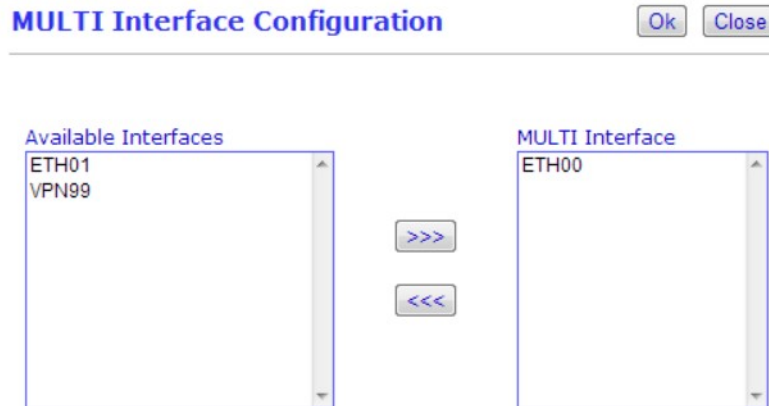 MULTI Interface Configuration
Ok
Close
Available Interfaces
MULTI Interface
ETH01
VPN99
ETH00
>>>
<<<